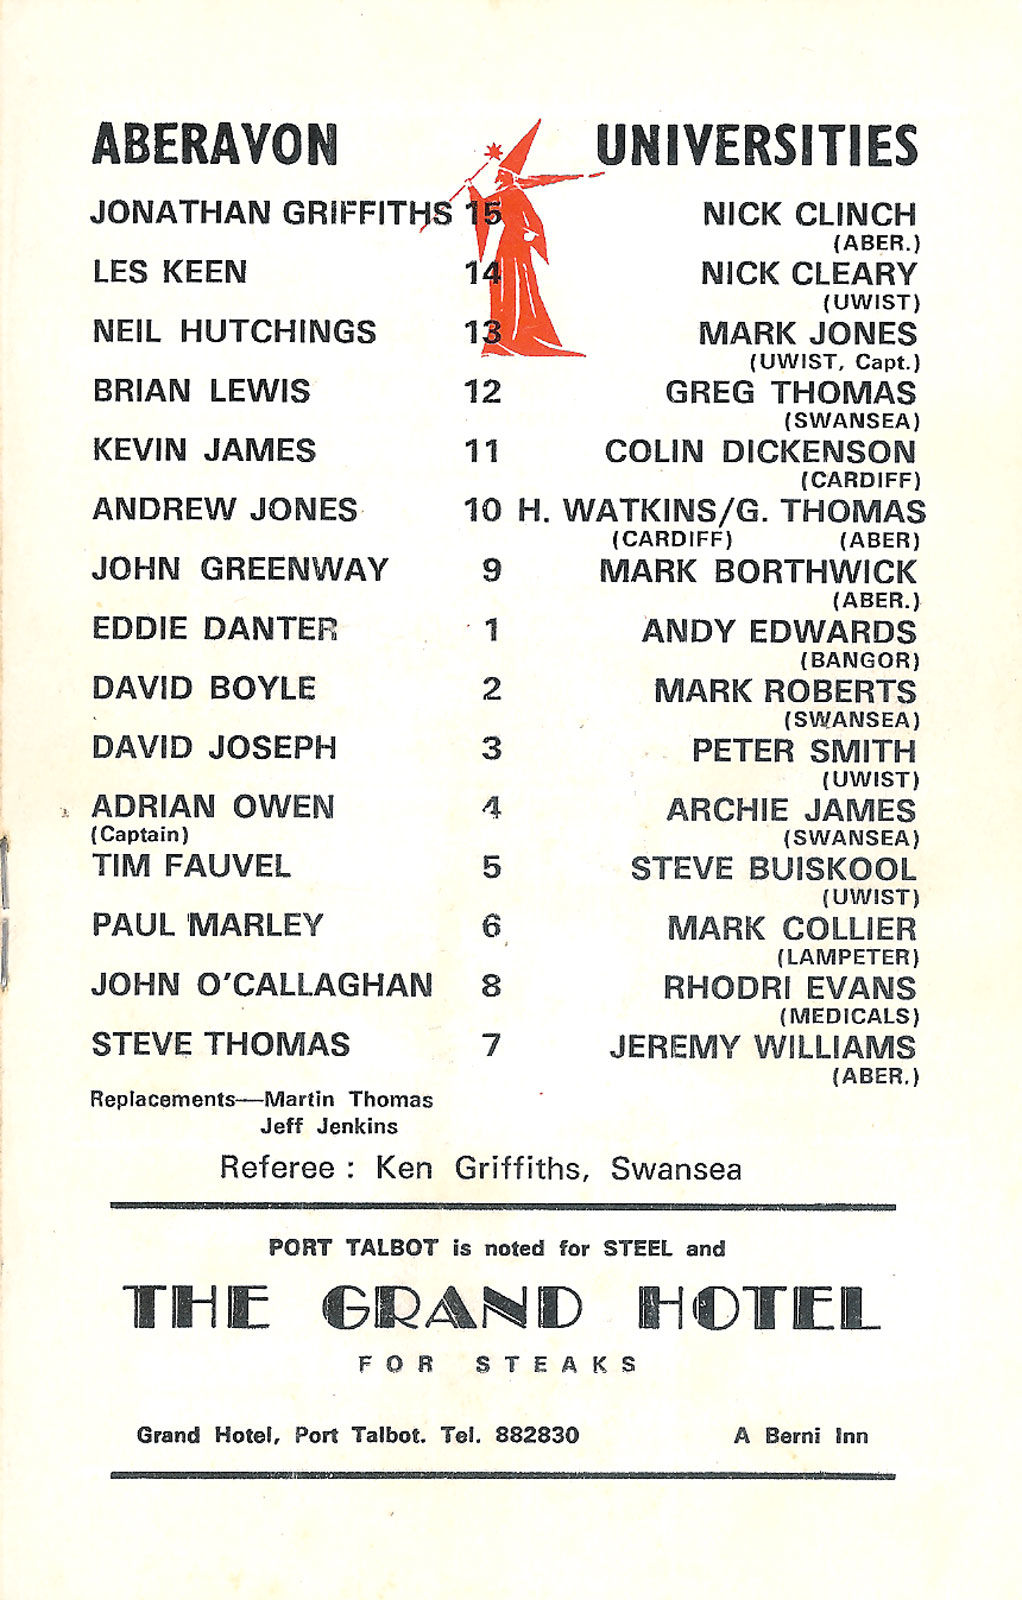 ABERAVON UNIVERSITIES
JONATHAN GRIFFITHS 15 NICK CLINCH
(ABER.)
LES KEEN 14 NICK CLEARY
(UWIST)
NEIL HUTCHINGS 13 MARK JONES
(UWIST, Capt.)
BRIAN LEWIS 12 GREG THOMAS
(SWANSEA)
KEVIN JAMES 11 COLIN DICKENSON
(CARDIFF)
ANDREW JONES 10 H. WATKINS/G. THOMAS
(CARDIFF) (ABER)
JOHN GREENWAY 9 MARK BORTHWICK
(ABER.)
EDDIE DANTER 1 ANDY EDWARDS
(BANGOR)
DAVID BOYLE 2 MARK ROBERTS
(SWANSEA)
DAVID JOSEPH 3 PETER SMITH
(UWIST)
ADRIAN OWEN 4 ARCHIE JAMES
(Captain) (SWANSEA)
TIM FAUVEL 5 STEVE BUISKOOL
(UWIST)
PAUL MARLEY 6 MARK COLLIER
(LAMPETER)
JOHN O'CALLAGHAN 8 RHODRI EVANS
(MEDICALS)
STEVE THOMAS 7 JEREMY WILLIAMS
(ABER.)
Replacements—Martin Thomas
Jeff Jenkins
Referee : Ken Griffiths, Swansea
PORT TALBOT is noted for STEEL and
THE GRAND HOTEL
FOR STEAKS
Grand Hotel, Port Talbot. Tel. 882830 A Berni Inn